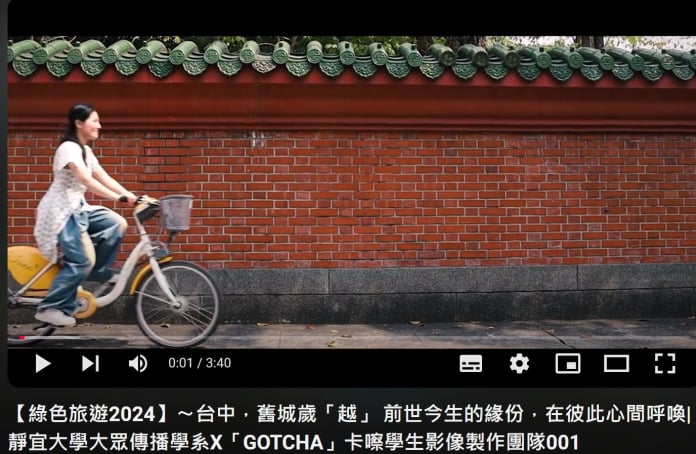 0:01 / 3:40
【綠色旅遊2024】～台中，舊城歲「越」 前世今生的緣份，在彼此心間呼喚|
靜宜大學大眾傳播學系X「GOTCHA」卡嚓學生影像製作團隊001